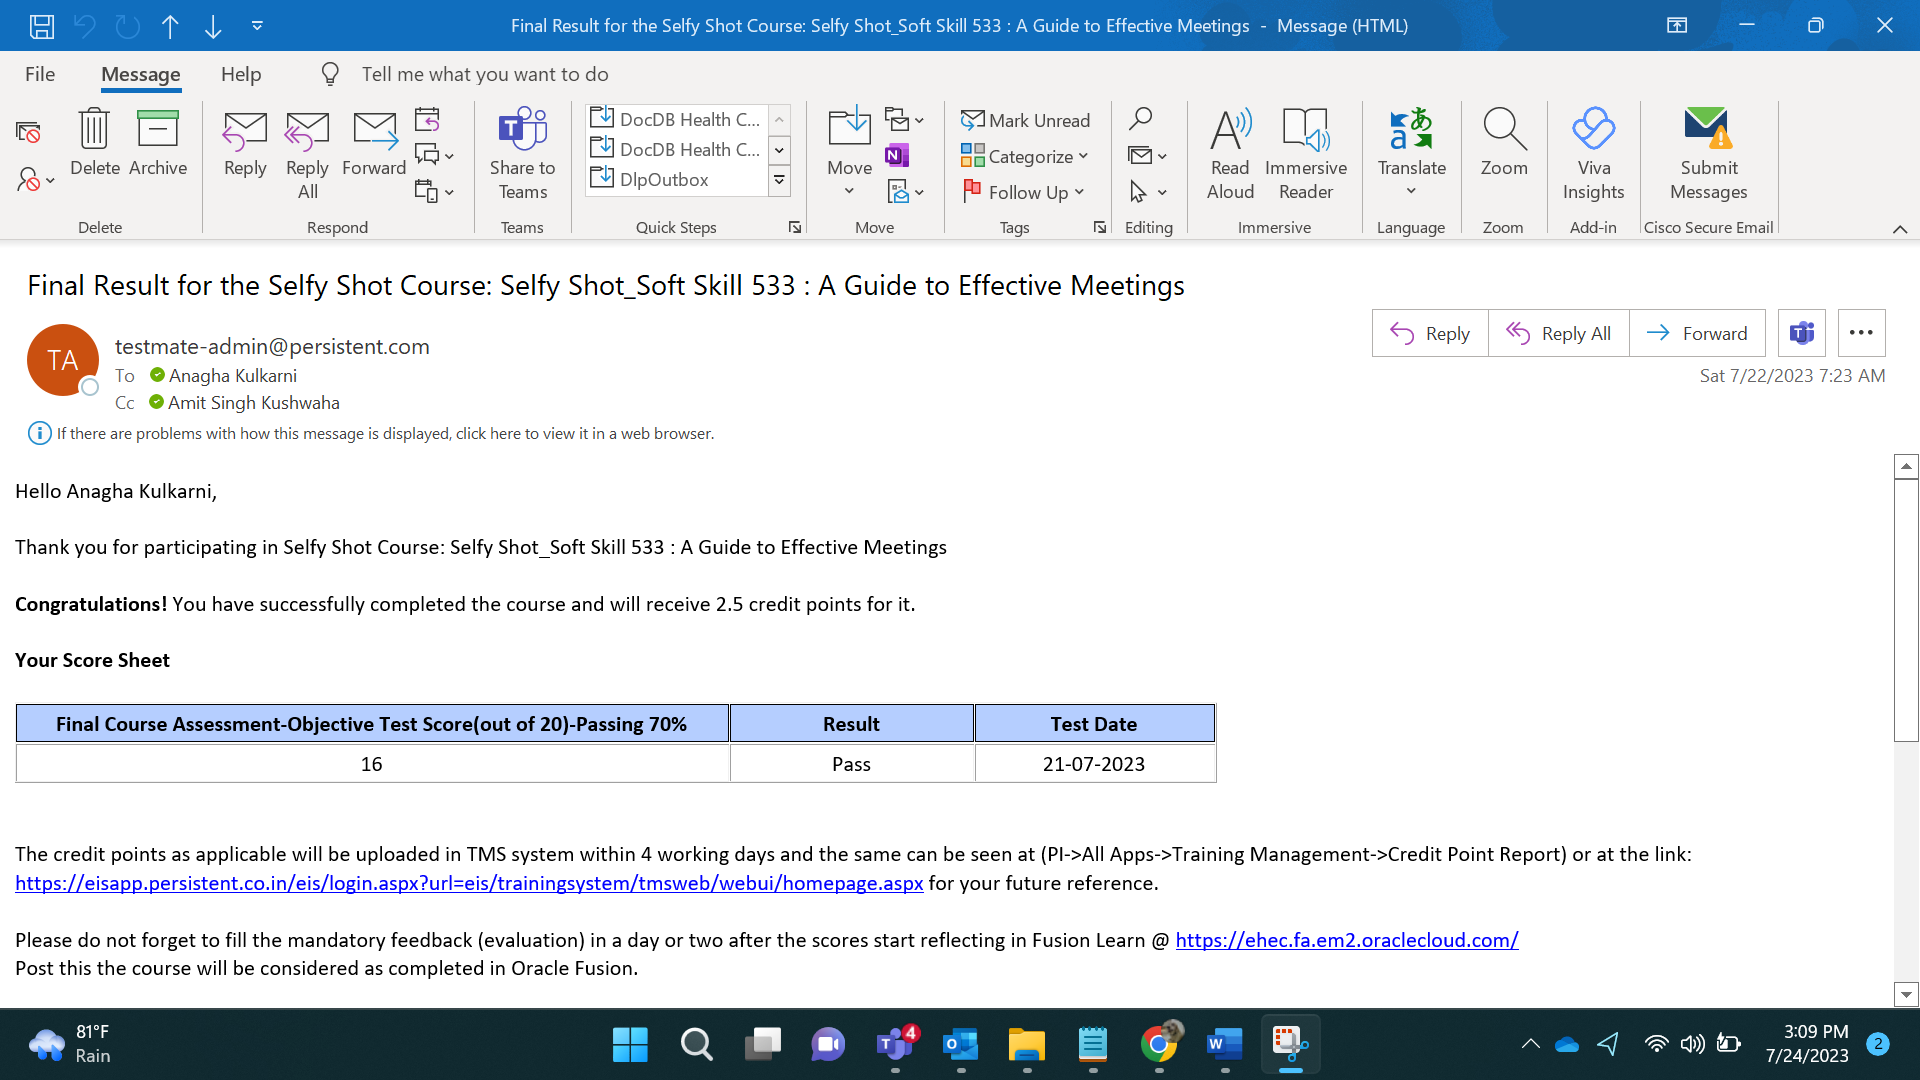 Final Result for the Selfy Shot Course: Selfy Shot_Soft Skill 533 : A Guide to Effective Meetings - Message (HTML)
File Message Help Tell me what you want to do
Delete Archive
Reply Reply All Forward
Share to Teams
DocDB Health C...
DocDB Health C...
DlpOutbox
Move
Mark Unread
Categorize
Follow Up
Read Aloud Immersive Reader
Translate
Zoom
Viva Insights
Submit Messages
Delete Respond Teams Quick Steps Move Tags Editing Immersive Language Zoom Add-in Cisco Secure Email
Final Result for the Selfy Shot Course: Selfy Shot_Soft Skill 533 : A Guide to Effective Meetings
TA
testmate-admin@persistent.com
To Anagha Kulkarni
Cc Amit Singh Kushwaha
Reply Reply All Forward
Sat 7/22/2023 7:23 AM
If there are problems with how this message is displayed, click here to view it in a web browser.
Hello Anagha Kulkarni,
Thank you for participating in Selfy Shot Course: Selfy Shot_Soft Skill 533 : A Guide to Effective Meetings
Congratulations! You have successfully completed the course and will receive 2.5 credit points for it.
Your Score Sheet
Final Course Assessment-Objective Test Score(out of 20)-Passing 70% Result Test Date
16 Pass 21-07-2023
The credit points as applicable will be uploaded in TMS system within 4 working days and the same can be seen at (PI->All Apps->Training Management->Credit Point Report) or at the link:
https://eisapp.persistent.co.in/eis/login.aspx?url=eis/trainingsystem/tmsweb/webui/homepage.aspx for your future reference.
Please do not forget to fill the mandatory feedback (evaluation) in a day or two after the scores start reflecting in Fusion Learn @ https://ehec.fa.em2.oraclecloud.com/
Post this the course will be considered as completed in Oracle Fusion.
81°F
Rain
4
3:09 PM
7/24/2023
2